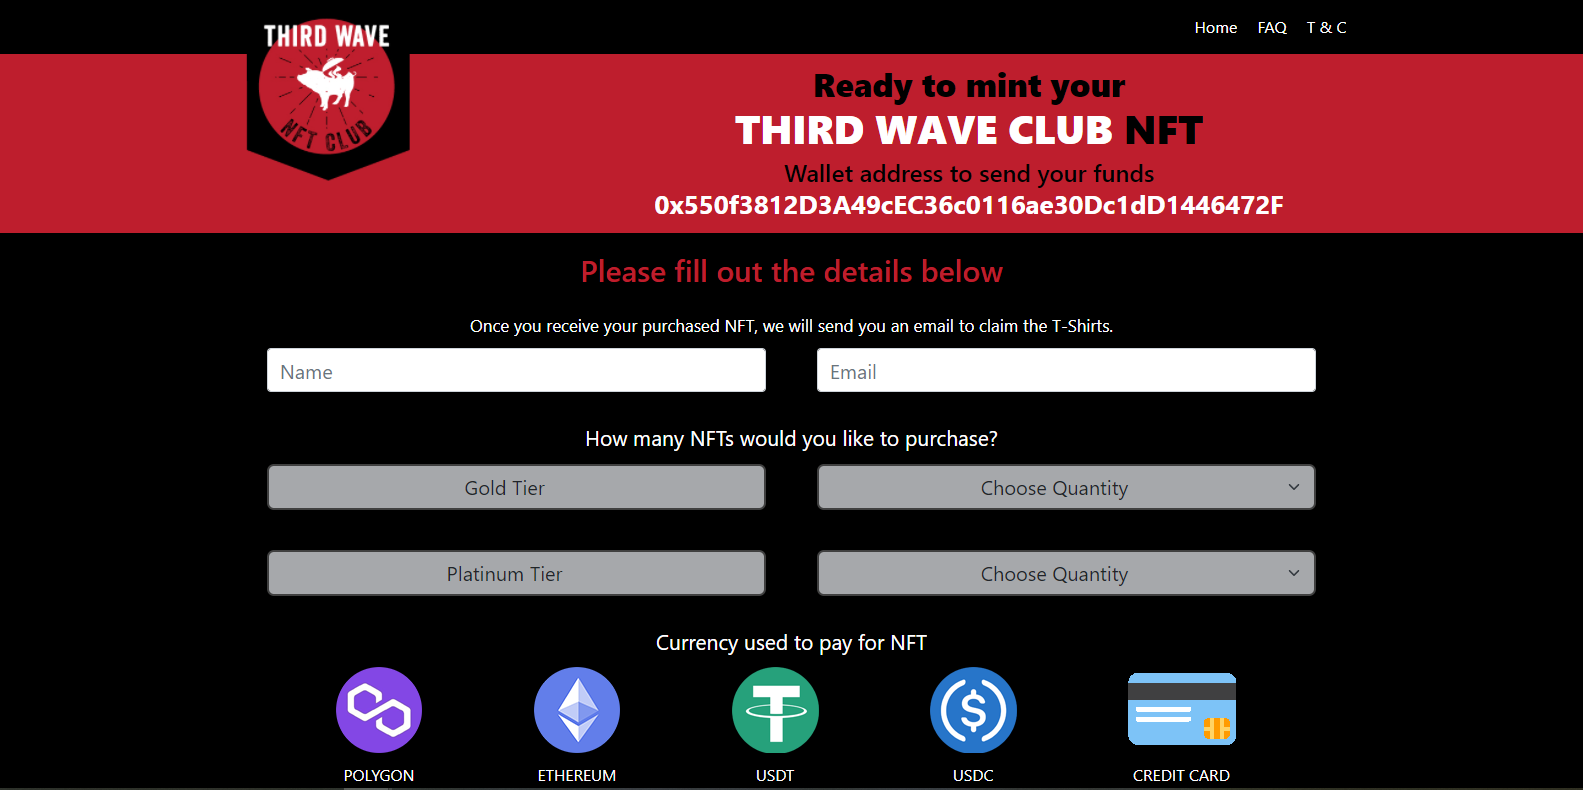 THIRD WAVE
NFT CLUB
Home FAQ T & C
Ready to mint your
THIRD WAVE CLUB NFT
Wallet address to send your funds
0x550f3812D3A49cEC36c0116ae30Dc1dD1446472F
Please fill out the details below
Once you receive your purchased NFT, we will send you an email to claim the T-Shirts.
Name Email
How many NFTs would you like to purchase?
Gold Tier Choose Quantity
Platinum Tier Choose Quantity
Currency used to pay for NFT
POLYGON ETHEREUM USDT USDC CREDIT CARD